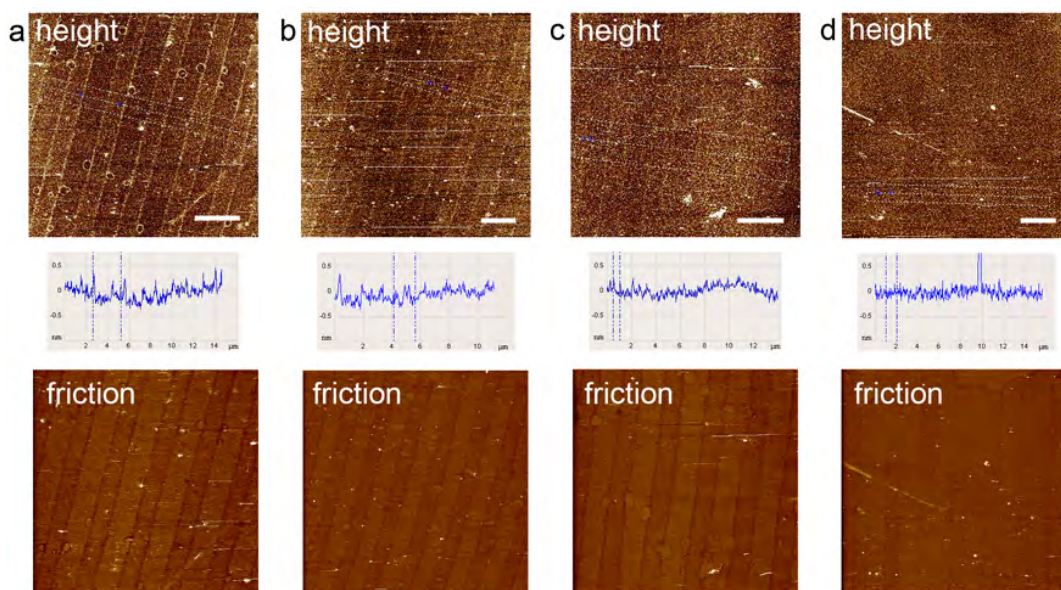 a height
b height
c height
d height
0.5
0
-0.5
nm
2 4 6 8 10 12 14 µm
0.5
0
-0.5
nm
2 4 6 8 10 µm
0.5
0
-0.5
nm
2 4 6 8 10 12 µm
0.5
0
-0.5
nm
2 4 6 8 10 12 14 µm
friction
friction
friction
friction